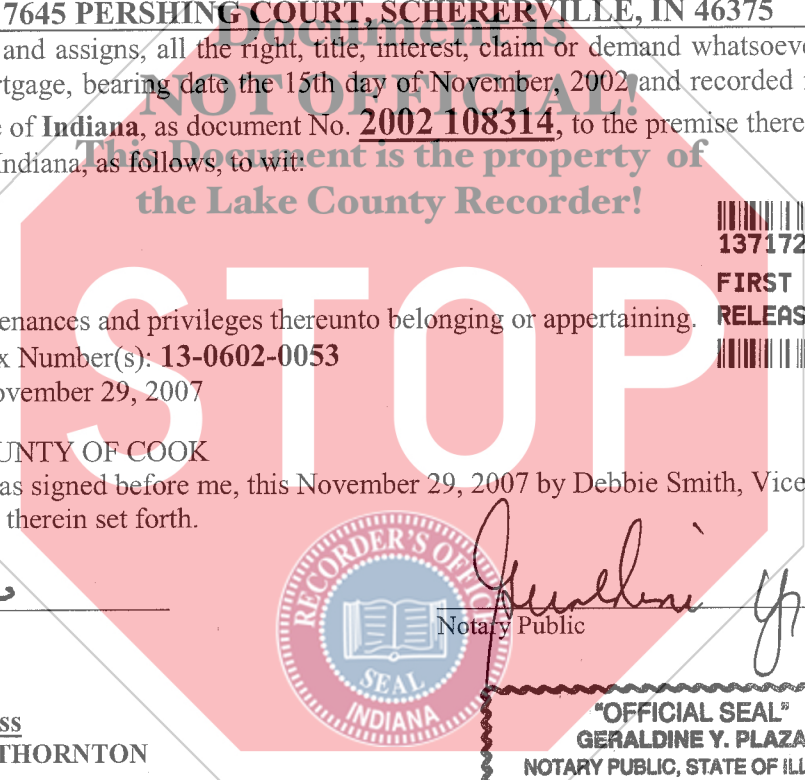 7645 PERSHING COURT, SCHERERVILLE, IN 46375
Document is
and assigns, all the right, title, interest, claim or demand whatsoeve
rtgage, bearing date the 15th day of November, 2002 and recorded i
NOT OFFICIAL!
e of Indiana, as document No. 2002 108314, to the premise there
Indiana, as follows, to wit:
This Document is the property of
the Lake County Recorder!
137172
FIRST
RELEAS
STOP
enances and privileges thereunto belonging or appertaining.
x Number(s): 13-0602-0053
ovember 29, 2007
UNTY OF COOK
as signed before me, this November 29, 2007 by Debbie Smith, Vice
therein set forth.
RECORDER'S OFFICE
SEAL
INDIANA
Notary Public
ss
THORNTON
"OFFICIAL SEAL"
GERALDINE Y. PLAZA
NOTARY PUBLIC, STATE OF ILL